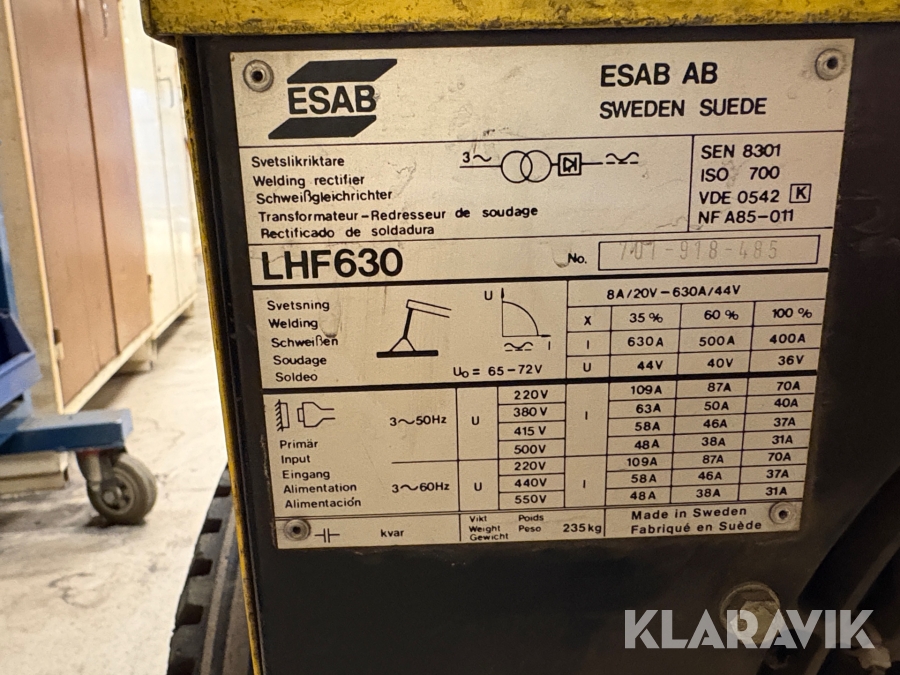 ESAB
ESAB AB
SWEDEN SUEDE
Svetslikriktare
Welding rectifier
Schweißgleichrichter
Transformateur-Redresseur de soudage
Rectificado de soldadura
3~
SEN 8301
ISO 700
VDE 0542 K
NF A85-011
LHF630
No. 701-918-485
Svetsning
Welding
Schweißen
Soudage
Soldeo
U
I
U₀ = 65-72V
8A/20V-630A/44V
X 35% 60% 100%
I 630A 500A 400A
U 44V 40V 36V
Primär
Input
Eingang
Alimentation
Alimentación
3~50Hz U I
220V 109A 87A 70A
380V 63A 50A 40A
415V 58A 46A 37A
500V 48A 38A 31A
3~60Hz U I
220V 109A 87A 70A
440V 58A 46A 37A
550V 48A 38A 31A
kvar
Vikt Poids
Weight Peso 235kg
Gewicht
Made in Sweden
Fabriqué en Suède
KLARAVIK